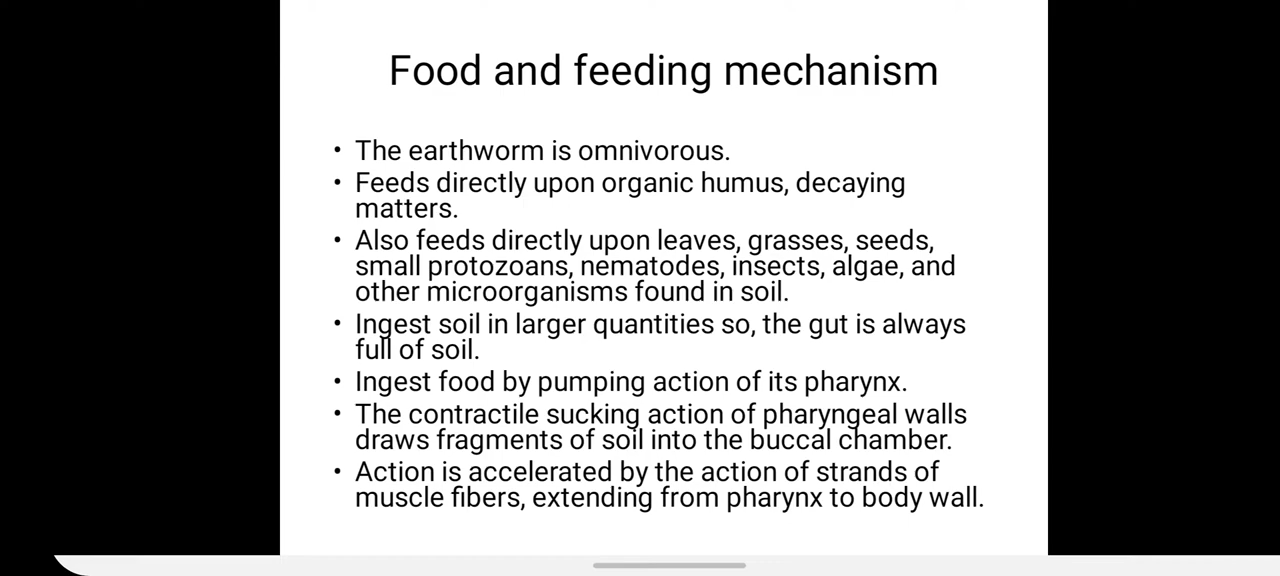 Food and feeding mechanism
• The earthworm is omnivorous.
• Feeds directly upon organic humus, decaying
matters.
• Also feeds directly upon leaves, grasses, seeds,
small protozoans, nematodes, insects, algae, and
other microorganisms found in soil.
• Ingest soil in larger quantities so, the gut is always
full of soil.
• Ingest food by pumping action of its pharynx.
• The contractile sucking action of pharyngeal walls
draws fragments of soil into the buccal chamber.
• Action is accelerated by the action of strands of
muscle fibers, extending from pharynx to body wall.